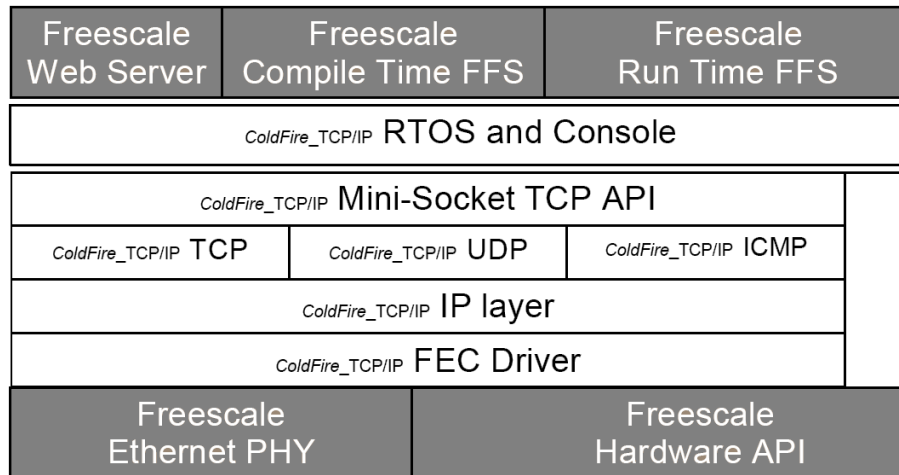 Freescale
Web Server
Freescale
Compile Time FFS
Freescale
Run Time FFS
ColdFire_TCP/IP RTOS and Console
ColdFire_TCP/IP Mini-Socket TCP API
ColdFire_TCP/IP TCP
ColdFire_TCP/IP UDP
ColdFire_TCP/IP ICMP
ColdFire_TCP/IP IP layer
ColdFire_TCP/IP FEC Driver
Freescale
Ethernet PHY
Freescale
Hardware API